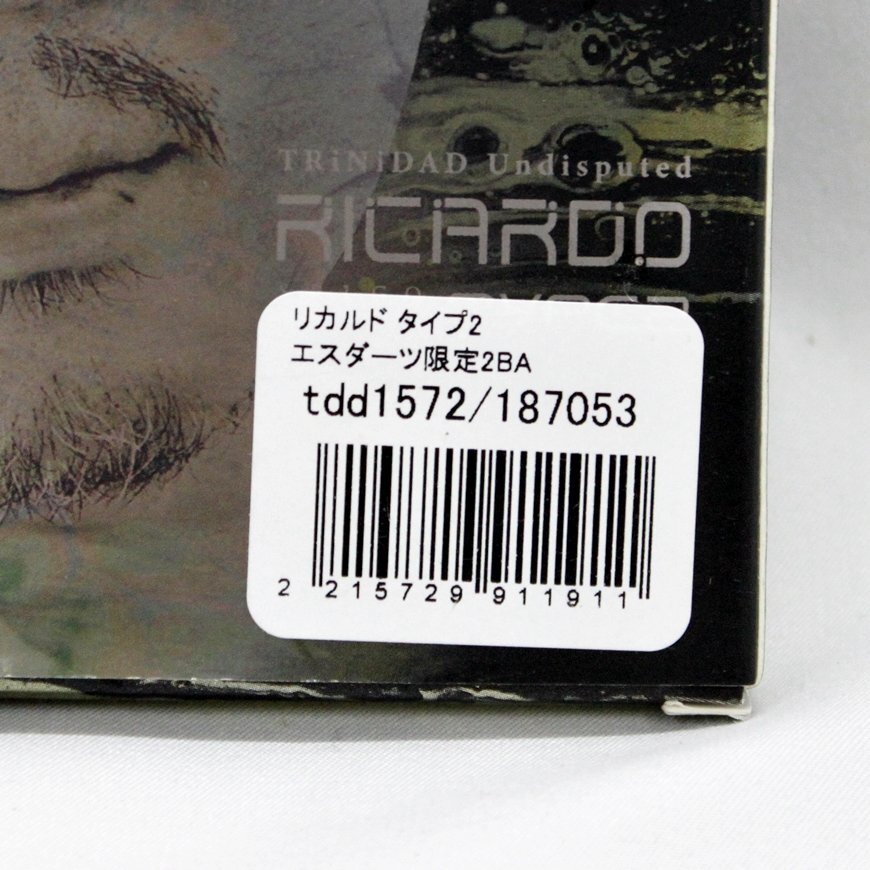 TRiNiDAD Undisputed
RICARDO
リカルド タイプ2
エスダーツ限定2BA
tdd1572/187053
2 215729 911911